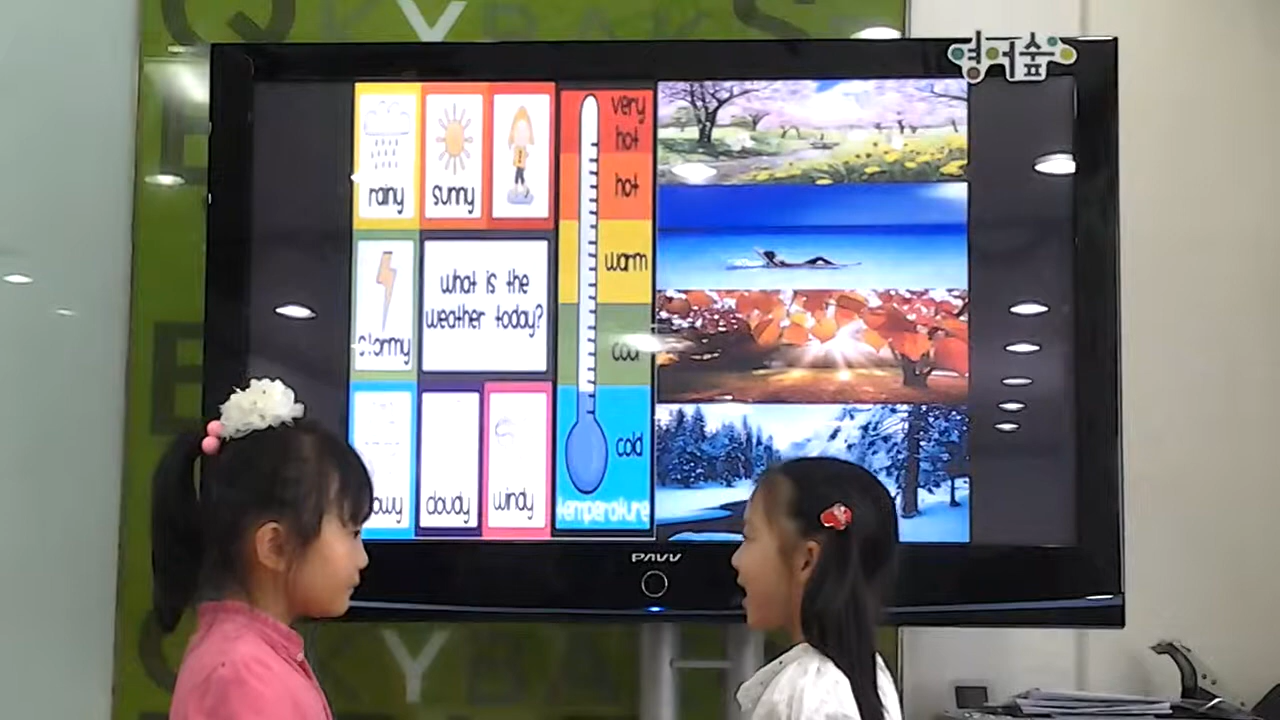 영어숲
rainy
sunny
very
hot
hot
warm
cool
cold
temperature
stormy
what is the
weather today?
cloudy
windy
PAVV